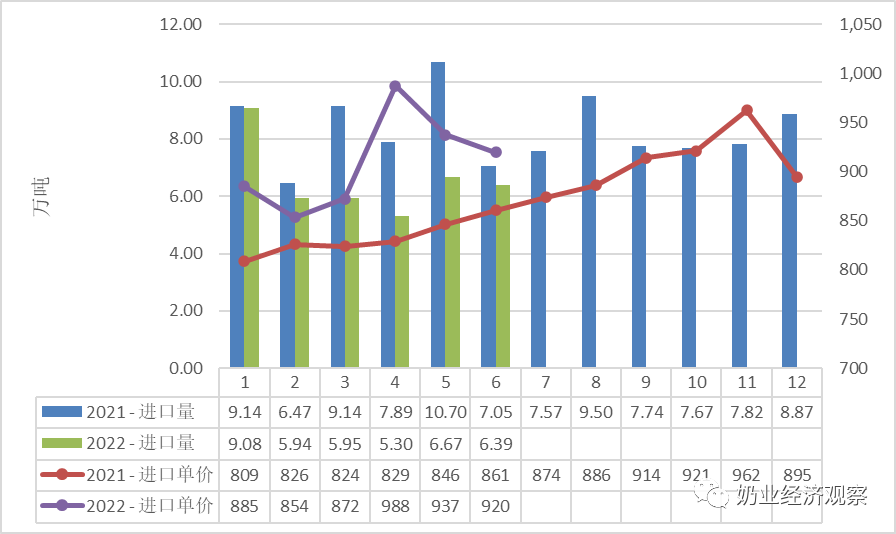 12.00 1,050
10.00 1,000
8.00 950
6.00 900
4.00 850
2.00 800
0.00 750
700
万吨
1 2 3 4 5 6 7 8 9 10 11 12
2021 - 进口量 9.14 6.47 9.14 7.89 10.70 7.05 7.57 9.50 7.74 7.67 7.82 8.87
2022 - 进口量 9.08 5.94 5.95 5.30 6.67 6.39
2021 - 进口单价 809 826 824 829 846 861 874 886 914 921 962 895
2022 - 进口单价 885 854 872 988 937 920
奶业经济观察